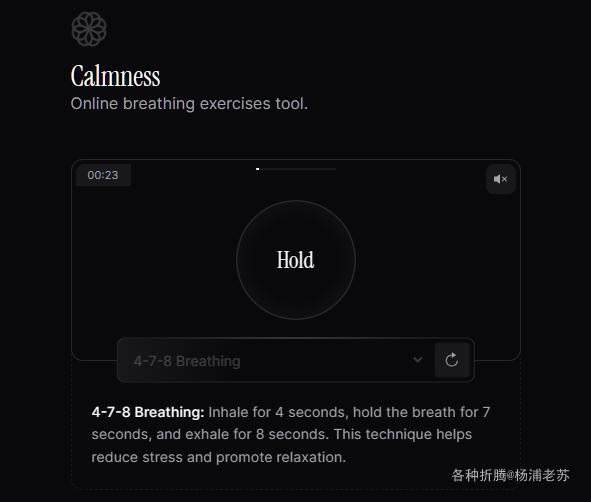 Calmness
Online breathing exercises tool.
00:23
Hold
4-7-8 Breathing
4-7-8 Breathing: Inhale for 4 seconds, hold the breath for 7
seconds, and exhale for 8 seconds. This technique helps
reduce stress and promote relaxation.
各种折腾@杨浦老苏